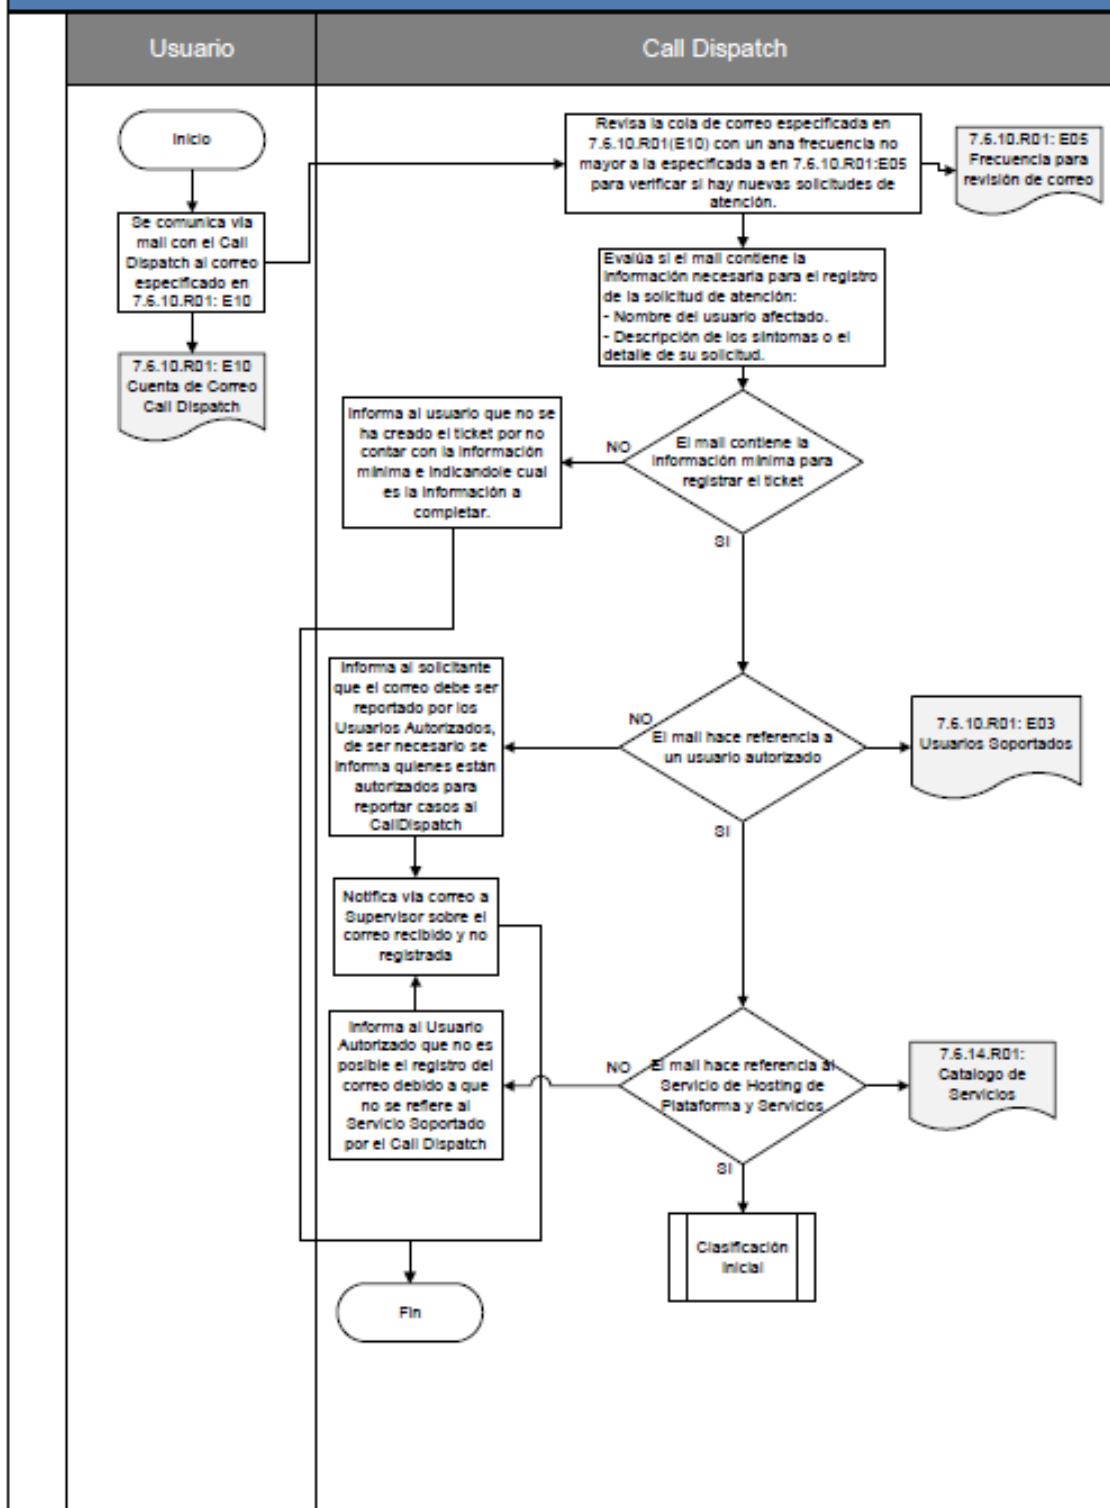 Usuario
Call Dispatch
Inicio
Se comunica vía
mail con el Call
Dispatch al correo
especificado en
7.6.10.R01: E10
7.6.10.R01: E10
Cuenta de Correo
Call Dispatch
Revisa la cola de correo especificada en
7.6.10.R01(E10) con un ana frecuencia no
mayor a la especificada a en 7.6.10.R01:E05
para verificar si hay nuevas solicitudes de
atención.
7.6.10.R01: E05
Frecuencia para
revisión de correo
Evalúa si el mail contiene la
información necesaria para el registro
de la solicitud de atención:
- Nombre del usuario afectado.
- Descripción de los síntomas o el
detalle de su solicitud.
El mail contiene la
información mínima para
registrar el ticket
NO
SI
Informa al usuario que no se
ha creado el ticket por no
contar con la información
mínima e indicandole cual
es la información a
completar.
El mail hace referencia a
un usuario autorizado
NO
SI
7.6.10.R01: E03
Usuarios Soportados
Informa al solicitante
que el correo debe ser
reportado por los
Usuarios Autorizados,
de ser necesario se
informa quienes están
autorizados para
reportar casos al
CallDispatch
Notifica vía correo a
Supervisor sobre el
correo recibido y no
registrada
Informa al Usuario
Autorizado que no es
posible el registro del
correo debido a que
no se refiere al
Servicio Soportado
por el Call Dispatch
El mail hace referencia al
Servicio de Hosting de
Plataforma y Servicios
NO
SI
7.6.14.R01:
Catalogo de
Servicios
Clasificación
Inicial
Fin